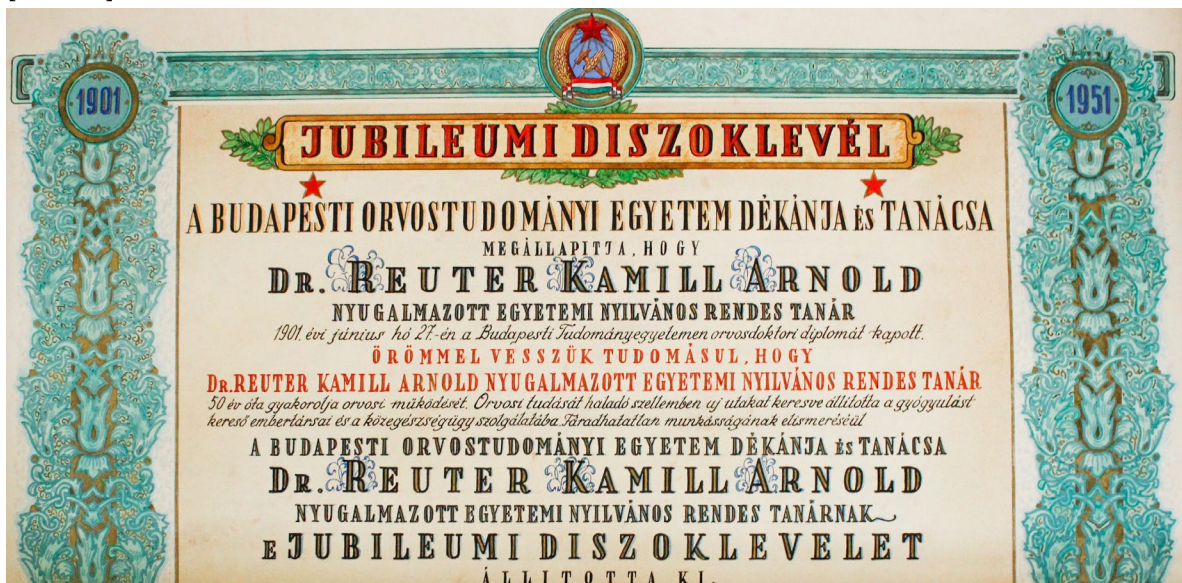 1901
1951
JUBILEUMI DISZOKLEVÉL
A BUDAPESTI ORVOSTUDOMÁNYI EGYETEM DÉKÁNJA ÉS TANÁCSA
MEGÁLLAPITJA, HOGY
DR. REUTER KAMILL ARNOLD
NYUGALMAZOTT EGYETEMI NYILVÁNOS RENDES TANÁR
1901. évi június hó 27.-én a Budapesti Tudományegyetemen orvosdoktori diplomát kapott.
ÖRÖMMEL VESSZÜK TUDOMÁSUL, HOGY
DR. REUTER KAMILL ARNOLD NYUGALMAZOTT EGYETEMI NYILVÁNOS RENDES TANÁR
50 év óta gyakorolja orvosi működését. Orvosi tudását haladó szellemben uj utakat keresve állitotta a gyógyulást
kereső embertársai és a közegészségügy szolgálatába. Fáradhatatlan munkásságának elismeréséül
A BUDAPESTI ORVOSTUDOMÁNYI EGYETEM DÉKÁNJA ÉS TANÁCSA
DR. REUTER KAMILL ARNOLD
NYUGALMAZOTT EGYETEMI NYILVÁNOS RENDES TANÁRNAK
E JUBILEUMI DISZOKLEVELET
ÁLLITOTTA KI.